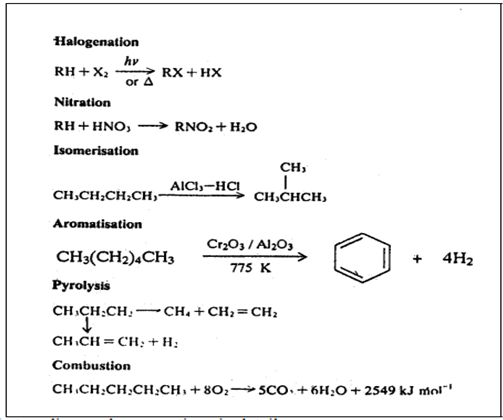 Halogenation
hν
RH + X₂ ⟶ RX + HX
or Δ
Nitration
RH + HNO₃ ⟶ RNO₂ + H₂O
Isomerisation
CH₃
AlCl₃—HCl
CH₃CH₂CH₂CH₃ ⟶ CH₃CHCH₃
Aromatisation
Cr₂O₃ / Al₂O₃
CH₃(CH₂)₄CH₃ ⟶ + 4H₂
775 K
Pyrolysis
CH₃CH₂CH₃ ⟶ CH₄ + CH₂ = CH₂
↓
CH₃CH = CH₂ + H₂
Combustion
CH₃CH₂CH₂CH₂CH₃ + 8O₂ ⟶ 5CO₂ + 6H₂O + 2549 kJ mol⁻¹